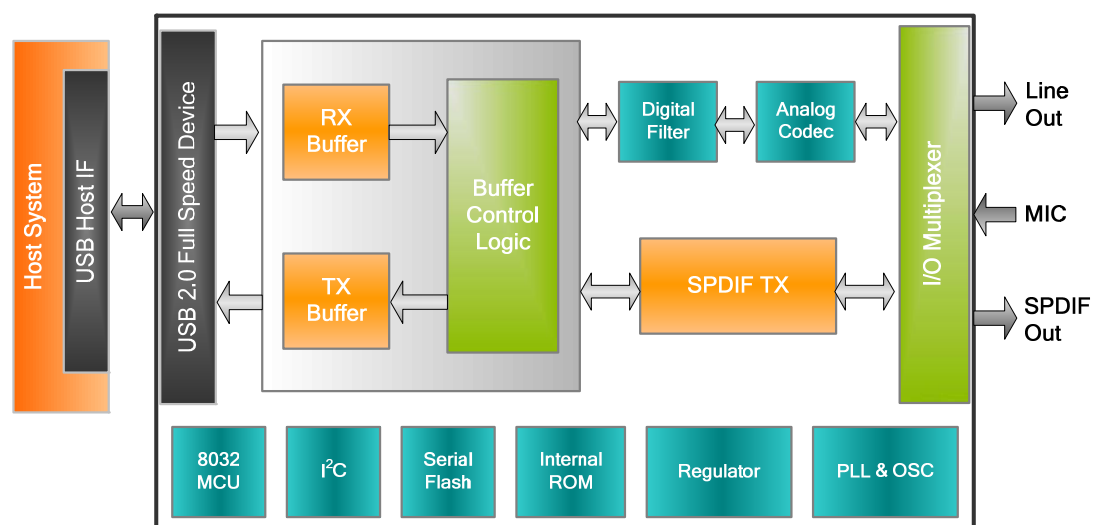 Host System
USB Host IF
USB 2.0 Full Speed Device
RX
Buffer
TX
Buffer
Buffer
Control
Logic
Digital
Filter
Analog
Codec
SPDIF TX
I/O Multiplexer
Line
Out
MIC
SPDIF
Out
8032
MCU
I²C
Serial
Flash
Internal
ROM
Regulator
PLL & OSC